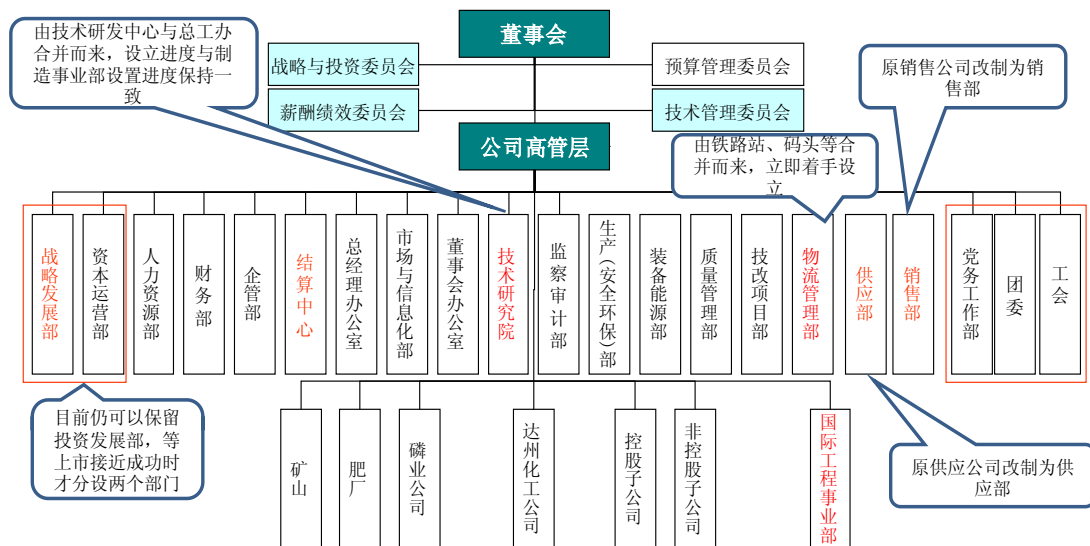 由技术研发中心与总工办
合并而来，设立进度与制
造事业部设置进度保持一
致
董事会
战略与投资委员会
预算管理委员会
薪酬绩效委员会
技术管理委员会
公司高管层
原销售公司改制为销
售部
由铁路站、码头等合
并而来，立即着手设
立
战略发展部
资本运营部
人力资源部
财务部
企管部
结算中心
总经理办公室
市场与信息化部
董事会办公室
技术研究院
监察审计部
生产(安全环保)部
装备能源部
质量管理部
技改项目部
物流管理部
供应部
销售部
党务工作部
团委
工会
目前仍可以保留
投资发展部，等
上市接近成功时
才分设两个部门
矿山
肥厂
磷业公司
达州化工公司
控股子公司
非控股子公司
国际工程事业部
原供应公司改制为供
应部